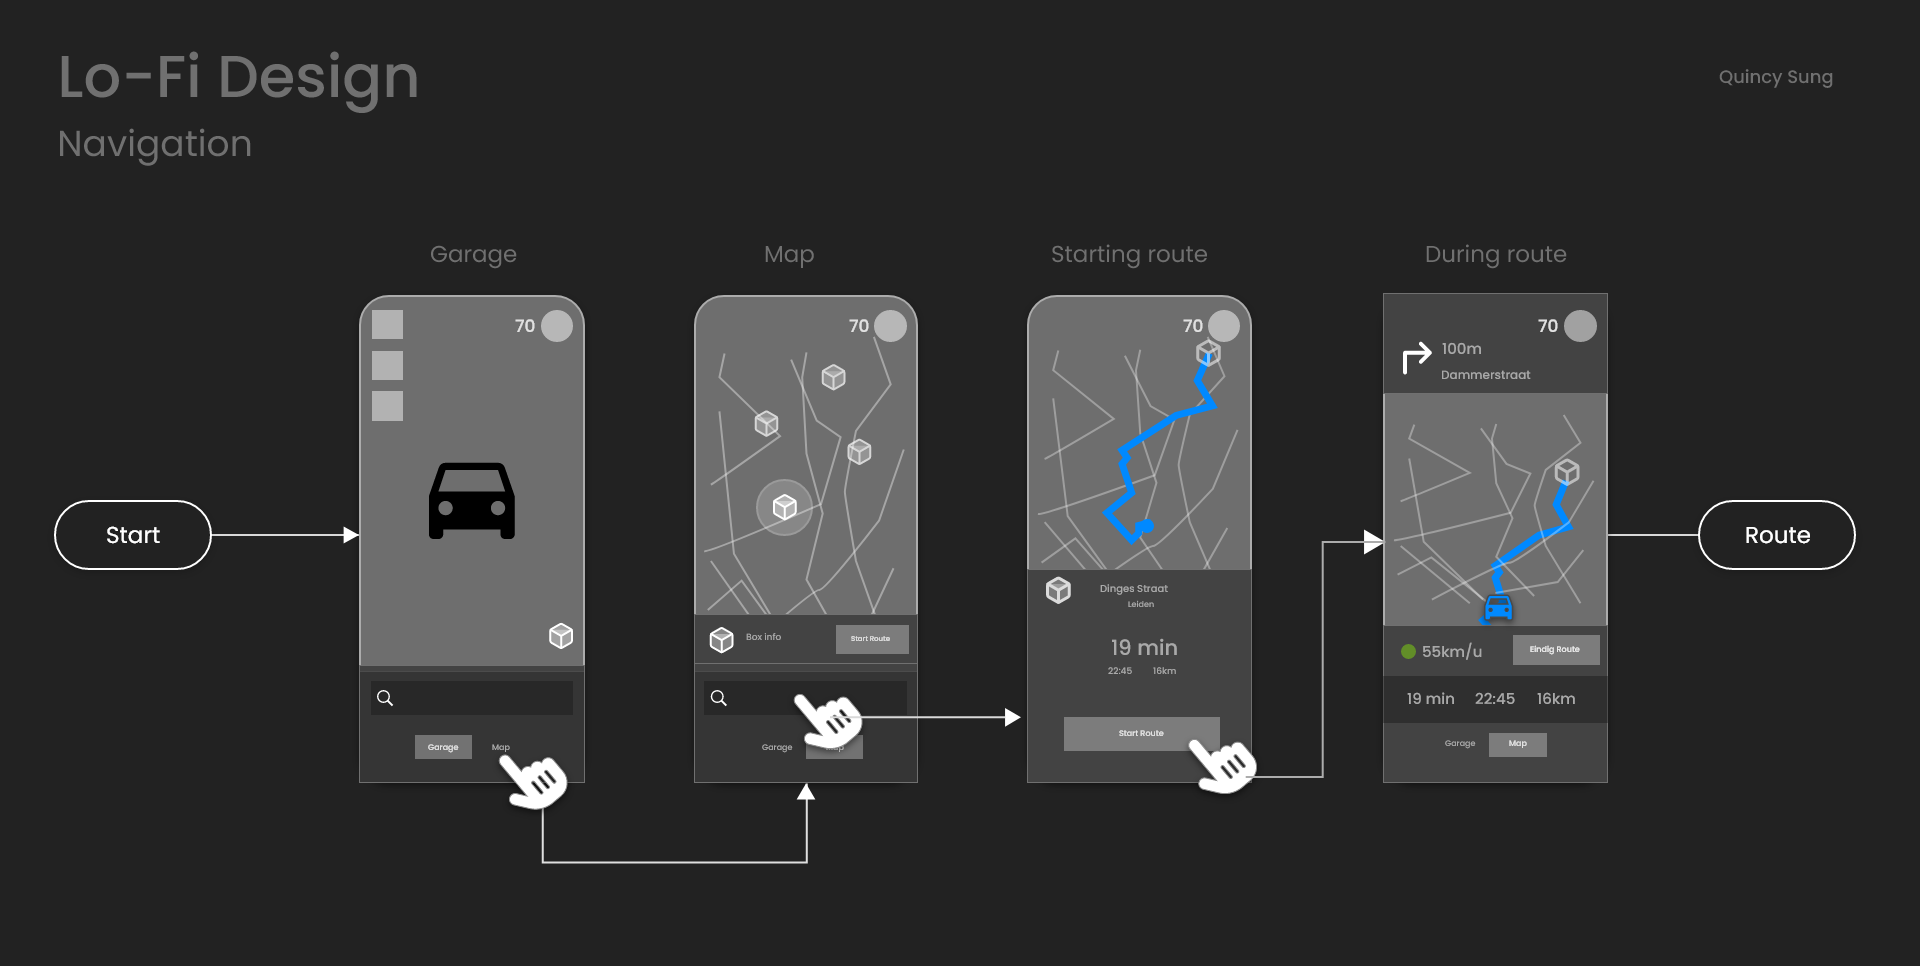 Lo-Fi Design
Navigation
Quincy Sung
Garage
Map
Starting route
During route
Start
Route
70
Garage
Map
70
Box info
Start Route
Garage
Map
70
Dinges Straat
Leiden
19 min
22:45
16km
Start Route
70
100m
Dammerstraat
55km/u
Eindig Route
19 min
22:45
16km
Garage
Map